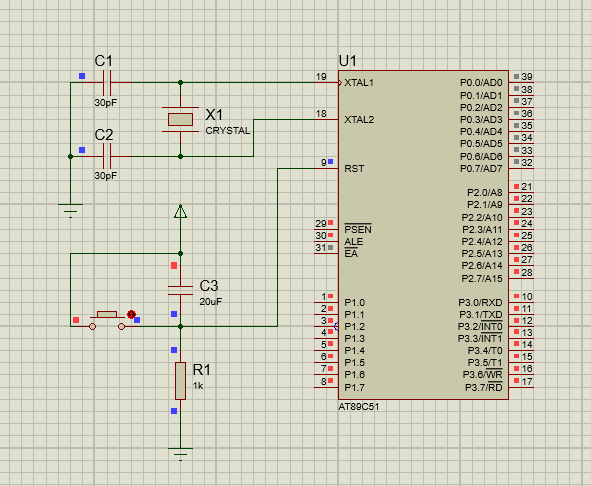 C1
30pF
C2
30pF
X1
CRYSTAL
C3
20uF
R1
1k
U1
19 XTAL1
18 XTAL2
9 RST
29 PSEN
30 ALE
31 EA
1 P1.0
2 P1.1
3 P1.2
4 P1.3
5 P1.4
6 P1.5
7 P1.6
8 P1.7
P0.0/AD0 39
P0.1/AD1 38
P0.2/AD2 37
P0.3/AD3 36
P0.4/AD4 35
P0.5/AD5 34
P0.6/AD6 33
P0.7/AD7 32
P2.0/A8 21
P2.1/A9 22
P2.2/A10 23
P2.3/A11 24
P2.4/A12 25
P2.5/A13 26
P2.6/A14 27
P2.7/A15 28
P3.0/RXD 10
P3.1/TXD 11
P3.2/INT0 12
P3.3/INT1 13
P3.4/T0 14
P3.5/T1 15
P3.6/WR 16
P3.7/RD 17
AT89C51